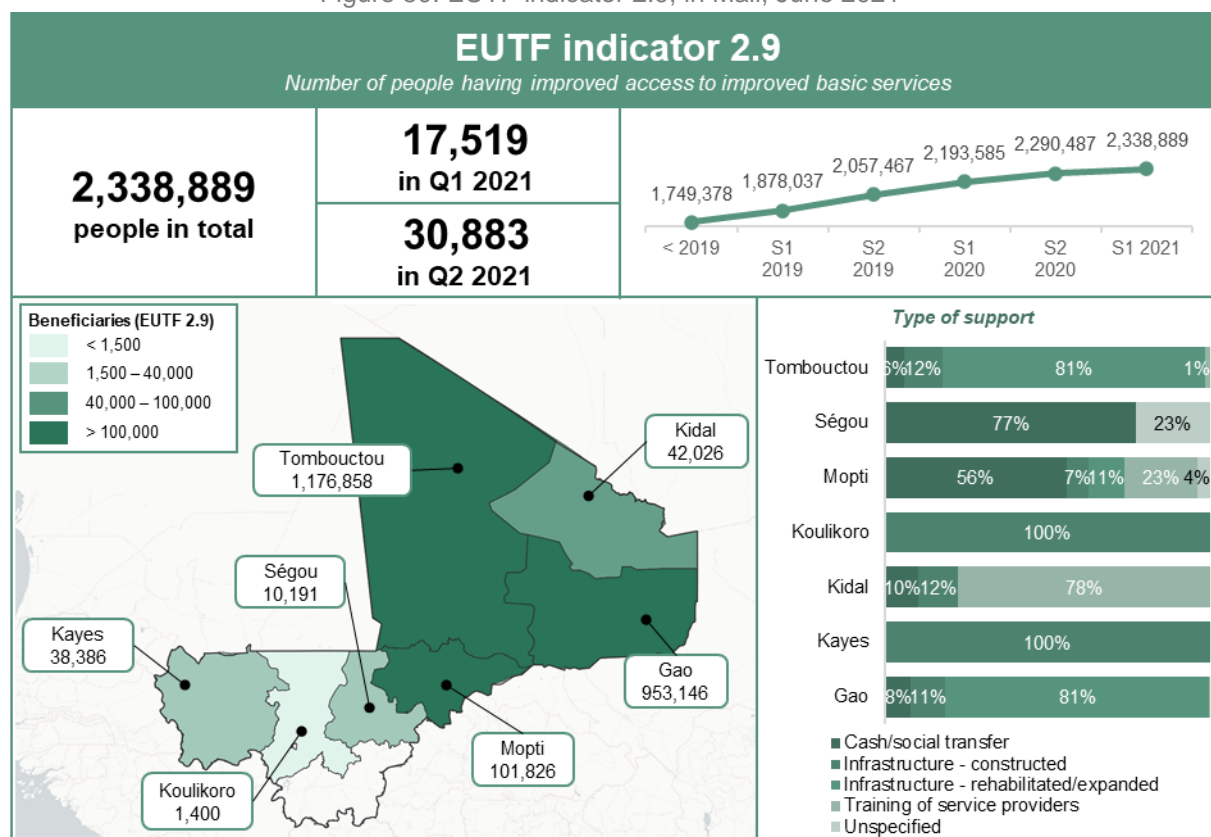 EUTF indicator 2.9
Number of people having improved access to improved basic services
2,338,889
people in total
17,519
in Q1 2021
30,883
in Q2 2021
1,749,378
1,878,037
2,057,467
2,193,585
2,290,487
2,338,889
< 2019
S1
2019
S2
2019
S1
2020
S2
2020
S1 2021
Beneficiaries (EUTF 2.9)
< 1,500
1,500 – 40,000
40,000 – 100,000
> 100,000
Tombouctou
1,176,858
Kidal
42,026
Ségou
10,191
Kayes
38,386
Gao
953,146
Mopti
101,826
Koulikoro
1,400
Type of support
Tombouctou 6% 12% 81% 1%
Ségou 77% 23%
Mopti 56% 7% 11% 23% 4%
Koulikoro 100%
Kidal 10% 12% 78%
Kayes 100%
Gao 8% 11% 81%
Cash/social transfer
Infrastructure - constructed
Infrastructure - rehabilitated/expanded
Training of service providers
Unspecified